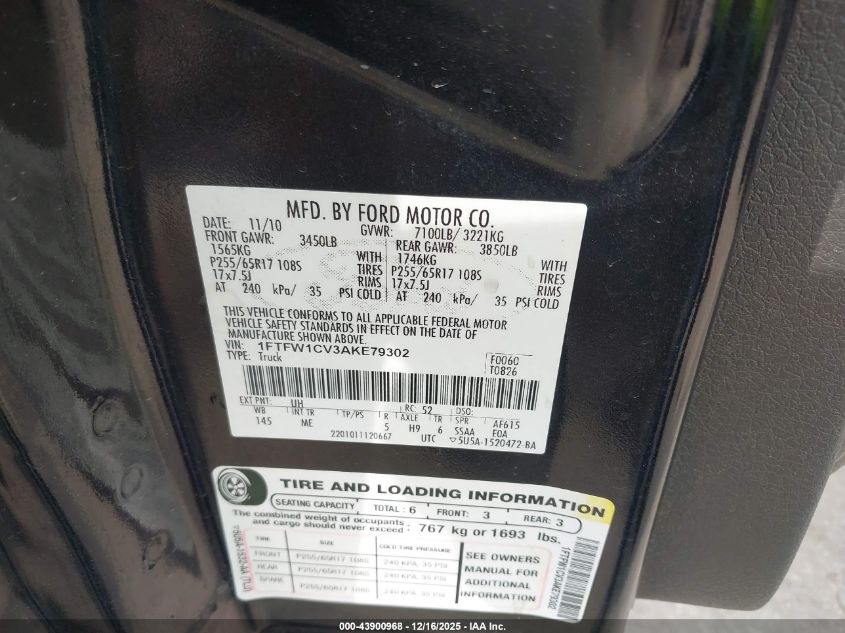 MFD. BY FORD MOTOR CO.
DATE: 11/10 GVWR: 7100LB/ 3221KG
FRONT GAWR: 3450LB REAR GAWR: 3850LB
1565KG WITH 1746KG WITH
P255/65R17 108S TIRES P255/65R17 108S TIRES
17x7.5J RIMS 17x7.5J RIMS
AT 240 kPa/ 35 PSI COLD AT 240 kPa/ 35 PSI COLD
THIS VEHICLE CONFORMS TO ALL APPLICABLE FEDERAL MOTOR
VEHICLE SAFETY STANDARDS IN EFFECT ON THE DATE OF
MANUFACTURE SHOWN ABOVE.
VIN: 1FTFW1CV3AKE79302 F0060
TYPE: Truck T0826
EXT PNT: UH RC: 52 DSO:
WB INT TR TP/PS R AXLE TR SPR AF615
145 ME 5 H9 6 SSAA E0A
2201011120667 UTC ▽5U5A-1520472-BA
TIRE AND LOADING INFORMATION
SEATING CAPACITY TOTAL: 6 FRONT: 3 REAR: 3
The combined weight of occupants
and cargo should never exceed: 767 kg or 1693 lbs.
TIRE SIZE COLD TIRE PRESSURE SEE OWNERS
FRONT P255/65R17 108S 240 KPA, 35 PSI MANUAL FOR
REAR P255/65R17 108S 240 KPA, 35 PSI ADDITIONAL
SPARE P255/65R17 108S 240 KPA, 35 PSI INFORMATION
1FTFW1CV3AKE79302
000-43900968 - 12/16/2025 - IAA Inc.